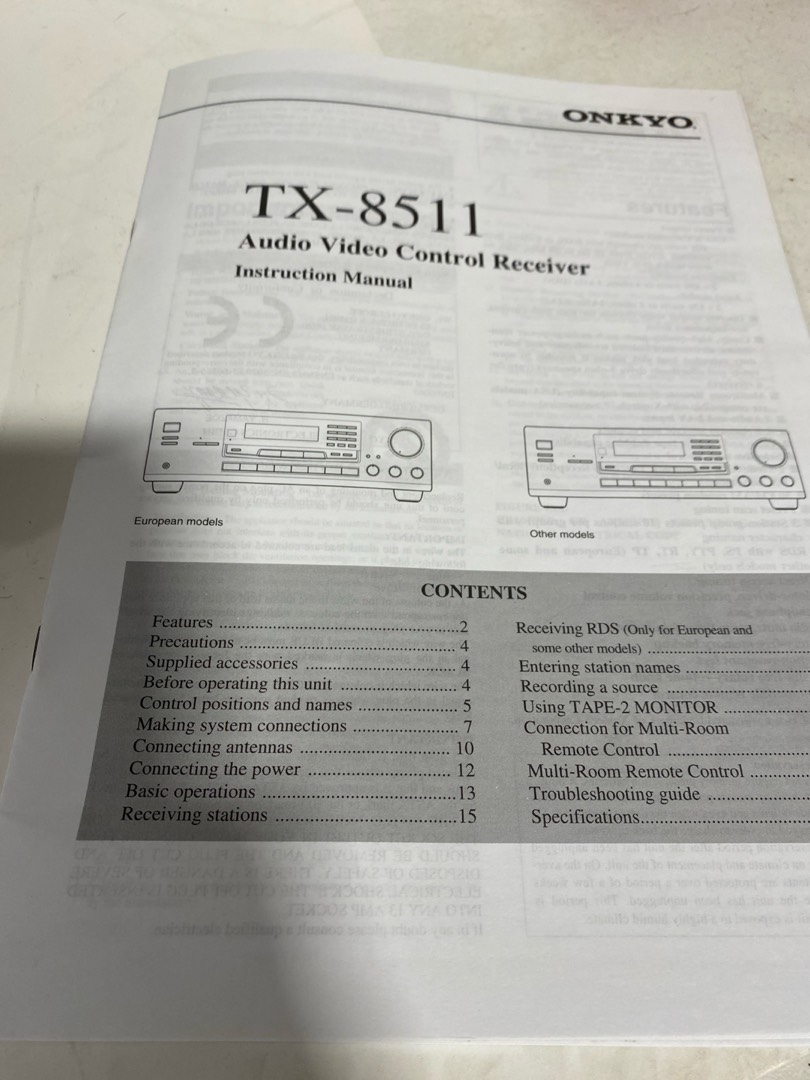 ONKYO
TX-8511
Audio Video Control Receiver
Instruction Manual
European models
Other models
CONTENTS
Features ................................................2
Precautions ........................................... 4
Supplied accessories .............................. 4
Before operating this unit ....................... 4
Control positions and names .................... 5
Making system connections ..................... 7
Connecting antennas .............................. 10
Connecting the power ............................ 12
Basic operations .....................................13
Receiving stations ..................................15
Receiving RDS (Only for European and
some other models) ..................................
Entering station names .........................
Recording a source .............................
Using TAPE-2 MONITOR ..................
Connection for Multi-Room
Remote Control .............................
Multi-Room Remote Control ............
Troubleshooting guide .....................
Specifications..................................